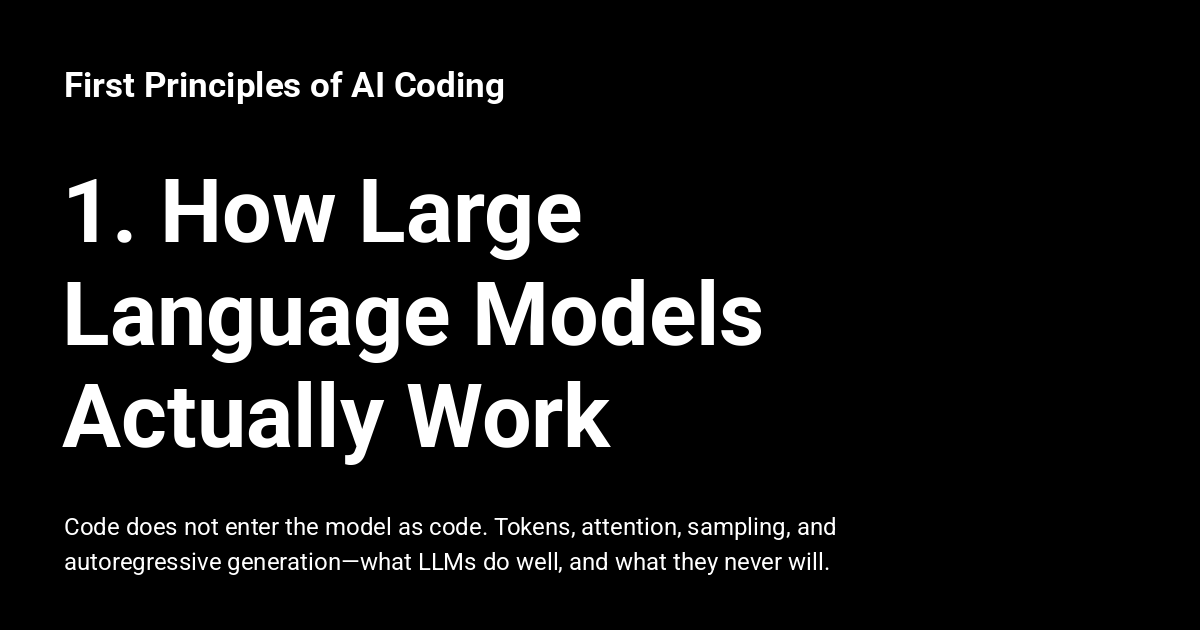 First Principles of AI Coding
1. How Large
Language Models
Actually Work
Code does not enter the model as code. Tokens, attention, sampling, and
autoregressive generation—what LLMs do well, and what they never will.